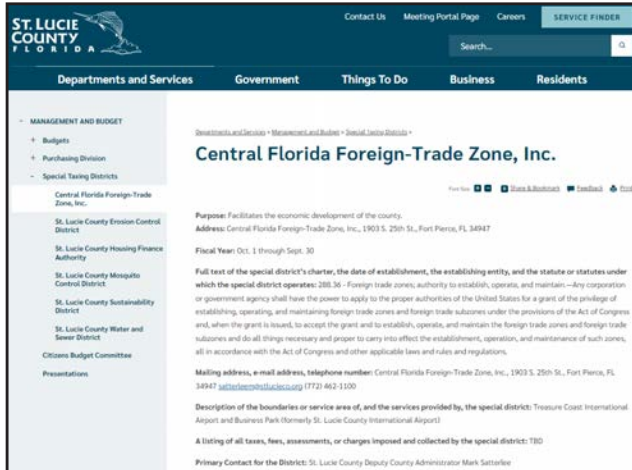 ST. LUCIE
COUNTY
FLORIDA
Contact Us Meeting Portal Page Careers SERVICE FINDER
Search...
Departments and Services Government Things To Do Business Residents
- MANAGEMENT AND BUDGET
+ Budgets
+ Purchasing Division
- Special Taxing Districts
Central Florida Foreign-Trade
Zone, Inc.
St. Lucie County Erosion Control
District
St. Lucie County Housing Finance
Authority
St. Lucie County Mosquito
Control District
St. Lucie County Sustainability
District
St. Lucie County Water and
Sewer District
Citizens Budget Committee
Presentations
Departments and Services » Management and Budget » Special Taxing Districts »
Central Florida Foreign-Trade Zone, Inc.
Font Size: + - Share & Bookmark Feedback Print
Purpose: Facilitates the economic development of the county.
Address: Central Florida Foreign-Trade Zone, Inc., 1903 S. 25th St., Fort Pierce, FL 34947
Fiscal Year: Oct. 1 through Sept. 30
Full test of the special district's charter, the date of establishment, the establishing entity, and the statute or statutes under
which the special district operates: 288.36 - Foreign trade zones; authority to establish, operate, and maintain.—Any corporation
or government agency shall have the power to apply to the proper authorities of the United States for a grant of the privilege of
establishing, operating, and maintaining foreign trade zones and foreign trade subzones under the provisions of the Act of Congress
and, when the grant is issued, to accept the grant and to establish, operate, and maintain the foreign trade zones and foreign trade
subzones and do all things necessary and proper to carry into effect the establishment, operation, and maintenance of such zones,
all in accordance with the Act of Congress and other applicable laws and rules and regulations.
Mailing address, e-mail address, telephone number: Central Florida Foreign-Trade Zone, Inc., 1903 S. 25th St., Fort Pierce, FL
34947 satterleem@stlucieco.org (772) 462-1100
Description of the boundaries or service area of, and the services provided by, the special district: Treasure Coast International
Airport and Business Park (formerly St. Lucie County International Airport)
A listing of all taxes, fees, assessments, or charges imposed and collected by the special district: TBD
Primary Contact for the District: St. Lucie County Deputy County Administrator Mark Satterlee